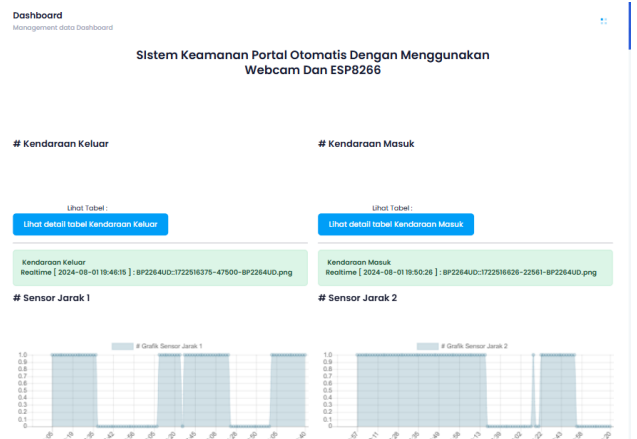 Dashboard
Management data Dashboard
SIstem Keamanan Portal Otomatis Dengan Menggunakan
Webcam Dan ESP8266
# Kendaraan Keluar
# Kendaraan Masuk
Lihat Tabel :
Lihat detail tabel Kendaraan Keluar
Lihat Tabel :
Lihat detail tabel Kendaraan Masuk
Kendaraan Keluar
Realtime [ 2024-08-01 19:46:15 ] : BP2264UD::1722516375-47500-BP2264UD.png
Kendaraan Masuk
Realtime [ 2024-08-01 19:50:26 ] : BP2264UD::1722516626-22561-BP2264UD.png
# Sensor Jarak 1
# Sensor Jarak 2
# Grafik Sensor Jarak 1
1.0
0.9
0.8
0.7
0.6
0.5
0.4
0.3
0.2
0.1
0
# Grafik Sensor Jarak 2
1.0
0.9
0.8
0.7
0.6
0.5
0.4
0.3
0.2
0.1
0